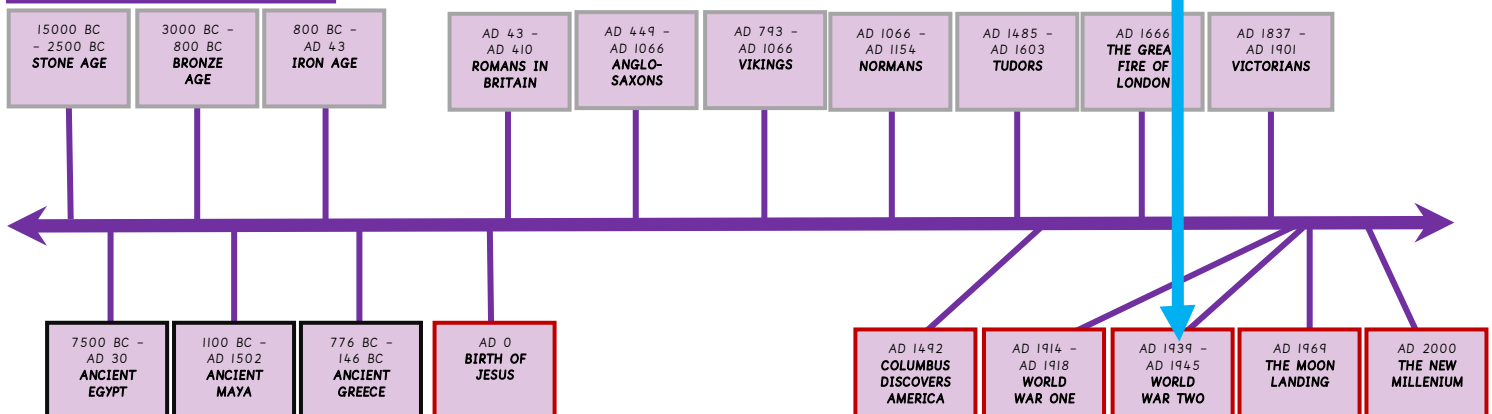 15000 BC
– 2500 BC
STONE AGE
3000 BC –
800 BC
BRONZE
AGE
800 BC –
AD 43
IRON AGE
AD 43 –
AD 410
ROMANS IN
BRITAIN
AD 449 –
AD 1066
ANGLO-
SAXONS
AD 793 –
AD 1066
VIKINGS
AD 1066 –
AD 1154
NORMANS
AD 1485 –
AD 1603
TUDORS
AD 1666
THE GREA
FIRE OF
LONDON
AD 1837 –
AD 1901
VICTORIANS
7500 BC –
AD 30
ANCIENT
EGYPT
1100 BC –
AD 1502
ANCIENT
MAYA
776 BC –
146 BC
ANCIENT
GREECE
AD 0
BIRTH OF
JESUS
AD 1492
COLUMBUS
DISCOVERS
AMERICA
AD 1914 –
AD 1918
WORLD
WAR ONE
AD 1939 –
AD 1945
WORLD
WAR TWO
AD 1969
THE MOON
LANDING
AD 2000
THE NEW
MILLENIUM